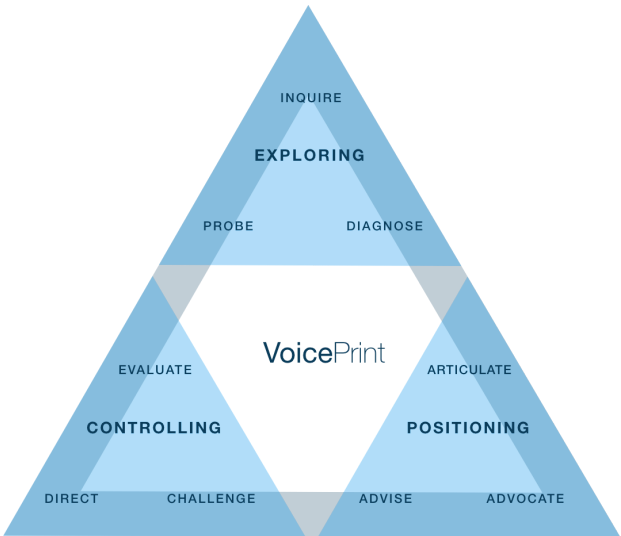 INQUIRE
EXPLORING
PROBE DIAGNOSE
VoicePrint
EVALUATE ARTICULATE
CONTROLLING POSITIONING
DIRECT CHALLENGE ADVISE ADVOCATE